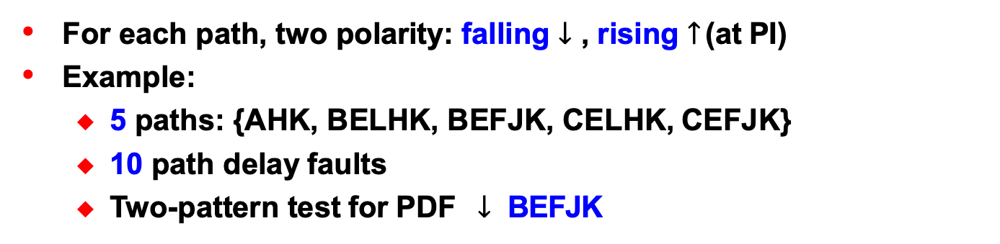 • For each path, two polarity: falling ↓ , rising ↑(at PI)
• Example:
◆ 5 paths: {AHK, BELHK, BEFJK, CELHK, CEFJK}
◆ 10 path delay faults
◆ Two-pattern test for PDF ↓ BEFJK